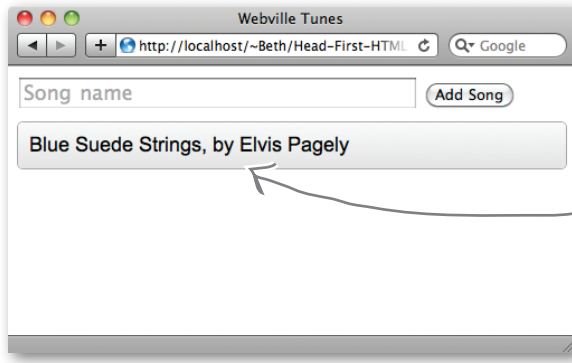 Webville Tunes
http://localhost/~Beth/Head-First-HTML
Google
Song name
Add Song
Blue Suede Strings, by Elvis Pagely